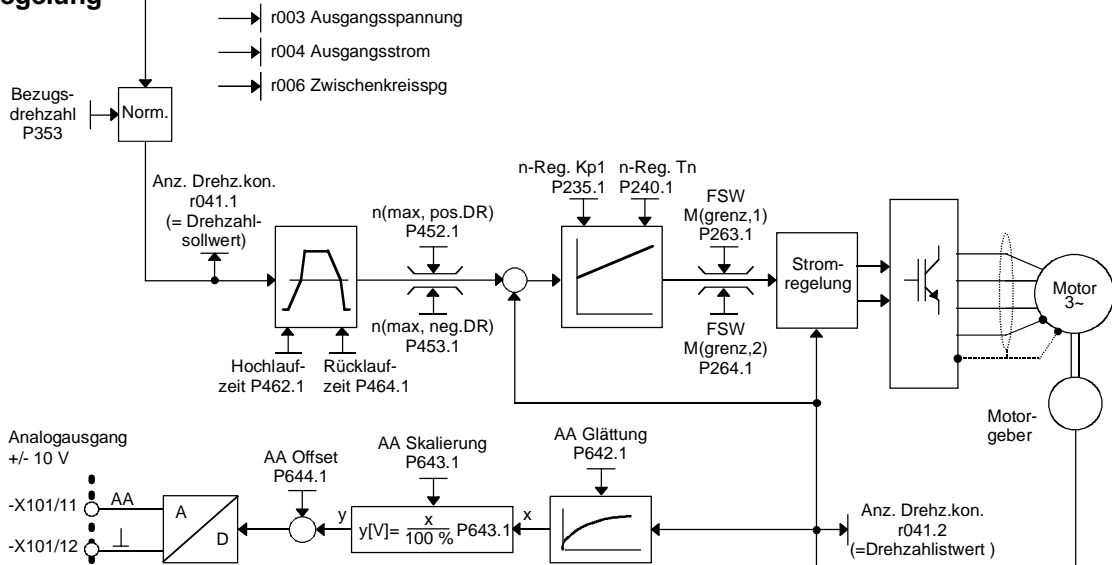 r003 Ausgangsspannung
r004 Ausgangsstrom
r006 Zwischenkreisspg
Bezugs-
drehzahl
P353
Norm.
Anz. Drehz.kon.
r041.1
(= Drehzahl-
sollwert)
n(max, pos.DR)
P452.1
n(max, neg.DR)
P453.1
Hochlauf-
zeit P462.1
Rücklauf-
zeit P464.1
n-Reg. Kp1
P235.1
n-Reg. Tn
P240.1
FSW
M(grenz,1)
P263.1
FSW
M(grenz,2)
P264.1
Strom-
regelung
Motor
3~
Motor-
geber
Analogausgang
+/- 10 V
-X101/11
AA
-X101/12
A
D
AA Offset
P644.1
y
AA Skalierung
P643.1
y[V]= x / 100 % P643.1
x
AA Glättung
P642.1
Anz. Drehz.kon.
r041.2
(=Drehzahlistwert )